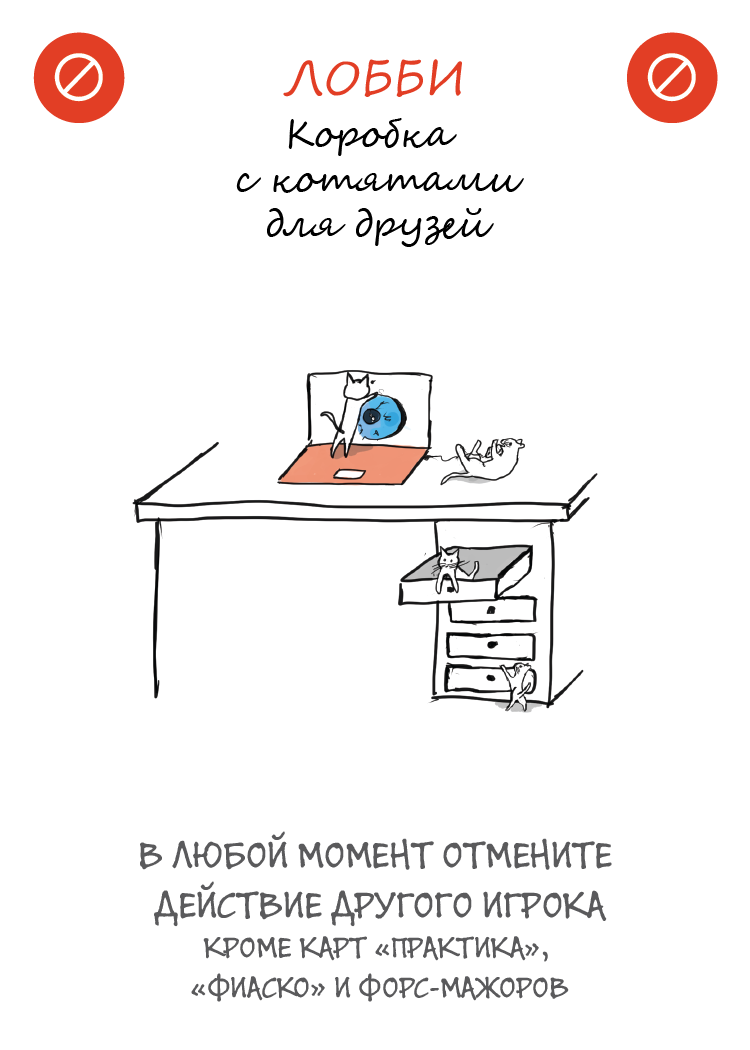 ЛОББИ
Коробка
с котятами
для друзей
В ЛЮБОЙ МОМЕНТ ОТМЕНИТЕ
ДЕЙСТВИЕ ДРУГОГО ИГРОКА
КРОМЕ КАРТ «ПРАКТИКА»,
«ФИАСКО» И ФОРС-МАЖОРОВ